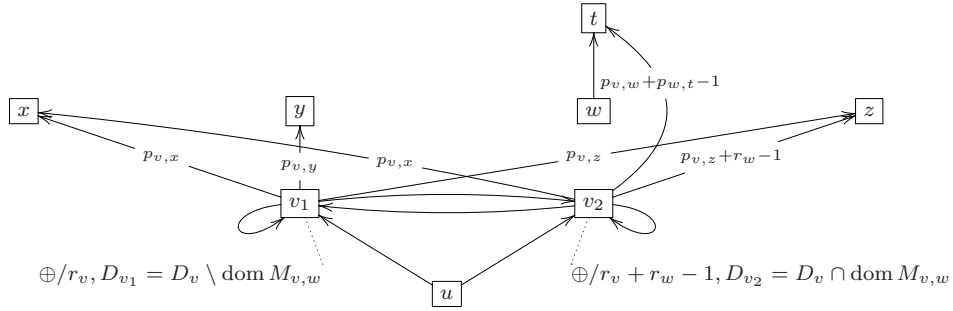 t
p_{v,w}+p_{w,t}−1
x
y
w
z
p_{v,x}
p_{v,y}
p_{v,x}
p_{v,z}
p_{v,z}+r_w−1
v_1
v_2
⊕/r_v, D_{v_1} = D_v \ dom M_{v,w}
u
⊕/r_v + r_w − 1, D_{v_2} = D_v ∩ dom M_{v,w}